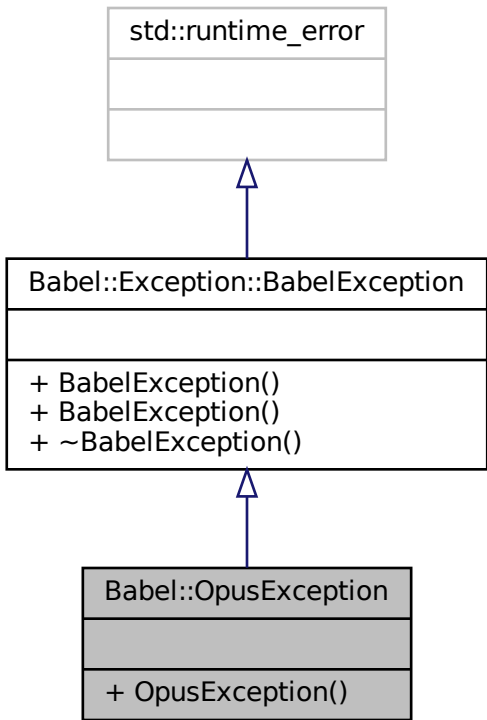 std::runtime_error
Babel::Exception::BabelException
+ BabelException()
+ BabelException()
+ ~BabelException()
Babel::OpusException
+ OpusException()